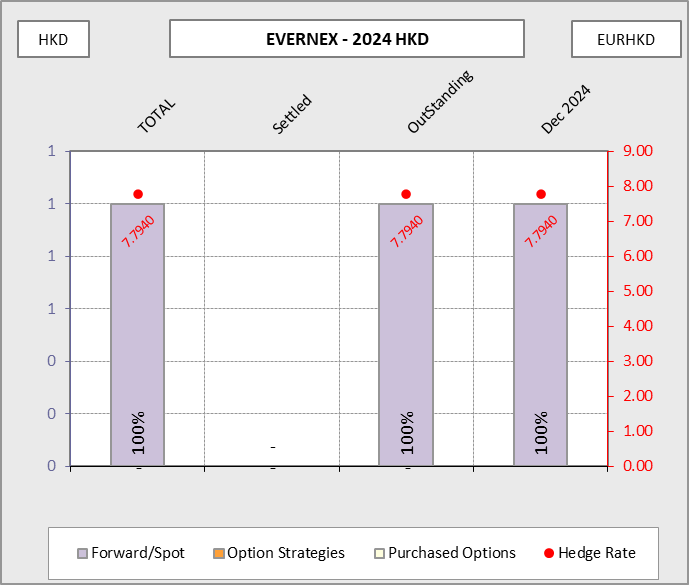 HKD
EVERNEX - 2024 HKD
EURHKD
TOTAL
Settled
OutStanding
Dec 2024
1
1
1
1
0
0
0
9.00
8.00
7.00
6.00
5.00
4.00
3.00
2.00
1.00
0.00
7.7940
7.7940
7.7940
100%
-
100%
100%
-
-
-
Forward/Spot
Option Strategies
Purchased Options
Hedge Rate